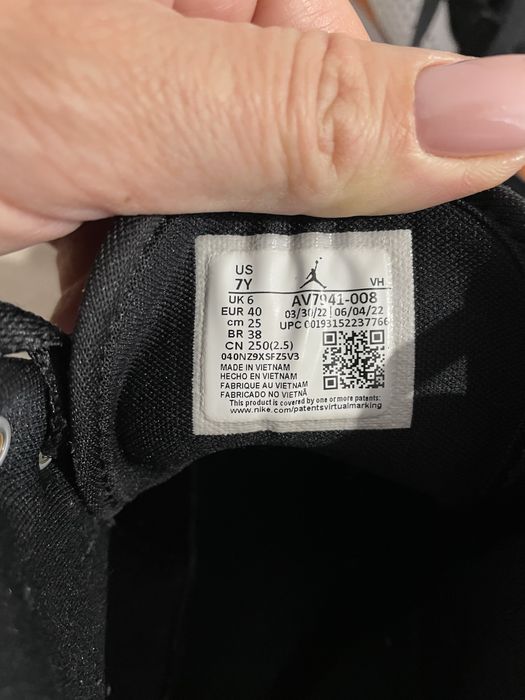 US
7Y
VH
UK 6
EUR 40
cm 25
BR 38
CN 250(2.5)
AV7941-008
03/30/22 | 06/04/22
UPC 00193152237766
040NZ9XSFZ5V3
MADE IN VIETNAM
HECHO EN VIETNAM
FABRIQUE AU VIETNAM
FABRICADO NO VIETNÃ
This product is covered by one or more patents:
www.nike.com/patentsvirtualmarking